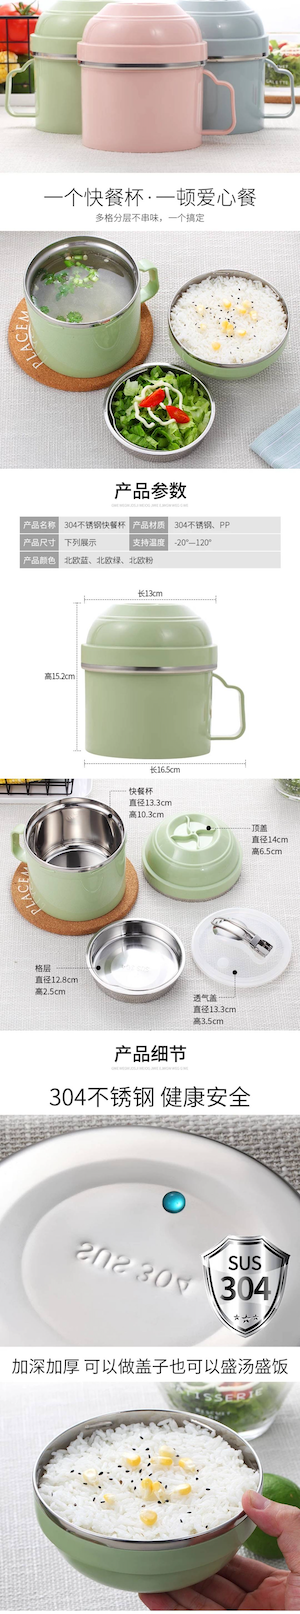 一个快餐杯·一顿爱心餐
多格分层不串味，一个搞定
PLACEM
产品参数
产品名称 304不锈钢快餐杯 产品材质 304不锈钢、PP
产品尺寸 下列展示 支持温度 -20°—120°
产品颜色 北欧蓝、北欧绿、北欧粉
长13cm
高15.2cm
长16.5cm
快餐杯
直径13.3cm
高10.3cm
顶盖
直径14cm
高6.5cm
PLACEM
格层
直径12.8cm
高2.5cm
透气盖
直径13.3cm
高3.5cm
产品细节
304不锈钢 健康安全
SUS 304
SUS
304
加深加厚 可以做盖子也可以盛汤盛饭